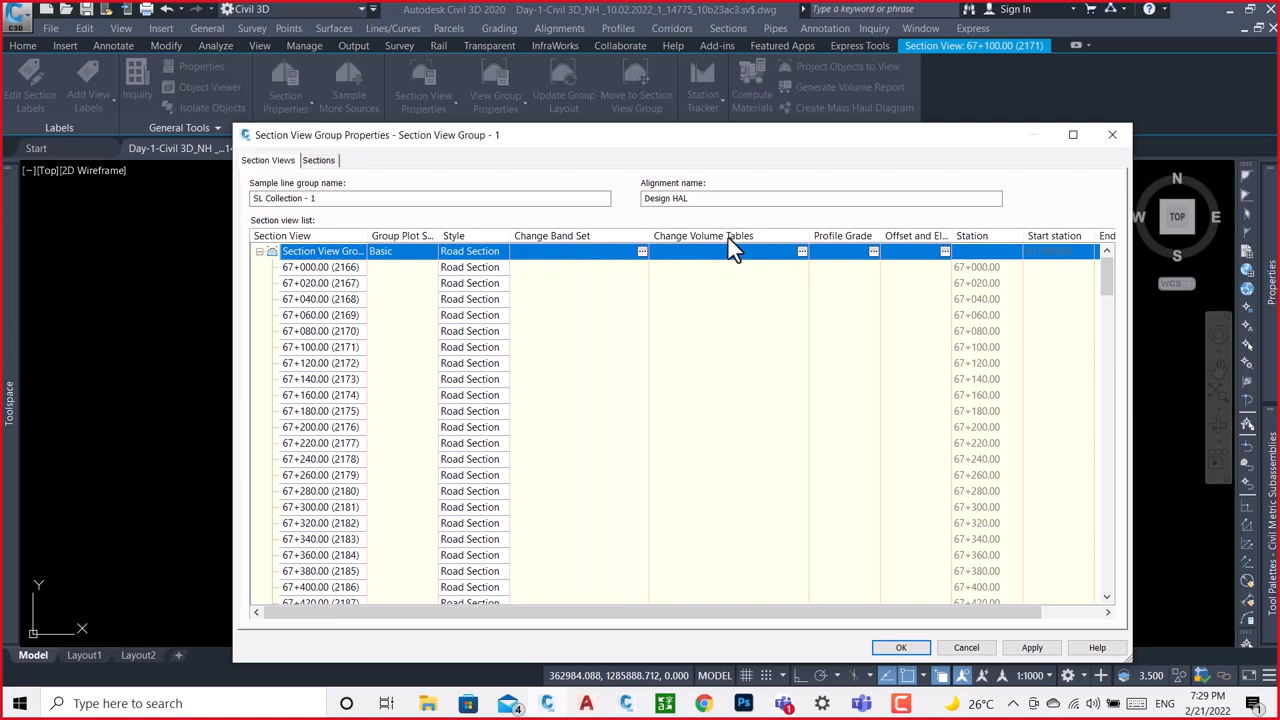 Civil 3D
Autodesk Civil 3D 2020 Day-1-Civil 3D_NH _10.02.2022_1_14775_10b23ac3.sv$.dwg
Type a keyword or phrase
Sign In
C3D
File Edit View Insert General Survey Points Surfaces Lines/Curves Parcels Grading Alignments Profiles Corridors Sections Pipes Annotation Inquiry Window Express
Home Insert Annotate Modify Analyze View Manage Output Survey Rail Transparent InfraWorks Collaborate Help Add-ins Featured Apps Express Tools Section View: 67+100.00 (2171)
Edit Section Labels
Add View Labels
Inquiry
Properties
Object Viewer
Isolate Objects
Section Properties
Sample More Sources
Section View Properties
View Group Properties
Update Group Layout
Move to Section View Group
Station Tracker
Compute Materials
Project Objects to View
Generate Volume Report
Create Mass Haul Diagram
Labels
General Tools
Start
Day-1-Civil 3D_NH _...14
[−][Top][2D Wireframe]
Section View Group Properties - Section View Group - 1
Section Views Sections
Sample line group name: Alignment name:
SL Collection - 1 Design HAL
Section view list:
Section View Group Plot S... Style Change Band Set Change Volume Tables Profile Grade Offset and El... Station Start station End
Section View Gro... Basic Road Section
67+000.00 (2166) Road Section 67+000.00
67+020.00 (2167) Road Section 67+020.00
67+040.00 (2168) Road Section 67+040.00
67+060.00 (2169) Road Section 67+060.00
67+080.00 (2170) Road Section 67+080.00
67+100.00 (2171) Road Section 67+100.00
67+120.00 (2172) Road Section 67+120.00
67+140.00 (2173) Road Section 67+140.00
67+160.00 (2174) Road Section 67+160.00
67+180.00 (2175) Road Section 67+180.00
67+200.00 (2176) Road Section 67+200.00
67+220.00 (2177) Road Section 67+220.00
67+240.00 (2178) Road Section 67+240.00
67+260.00 (2179) Road Section 67+260.00
67+280.00 (2180) Road Section 67+280.00
67+300.00 (2181) Road Section 67+300.00
67+320.00 (2182) Road Section 67+320.00
67+340.00 (2183) Road Section 67+340.00
67+360.00 (2184) Road Section 67+360.00
67+380.00 (2185) Road Section 67+380.00
67+400.00 (2186) Road Section 67+400.00
67+420.00 (2187) Road Section 67+420.00
OK Cancel Apply Help
N
W TOP E
S
WCS
Toolspace
Properties
Tool Palettes - Civil Metric Subassemblies
Y
X
Model Layout1 Layout2 +
362984.088, 1285888.712, 0.000 MODEL 1:1000 3.500
Type here to search
4
1
26°C
7:29 PM
2/21/2022
1